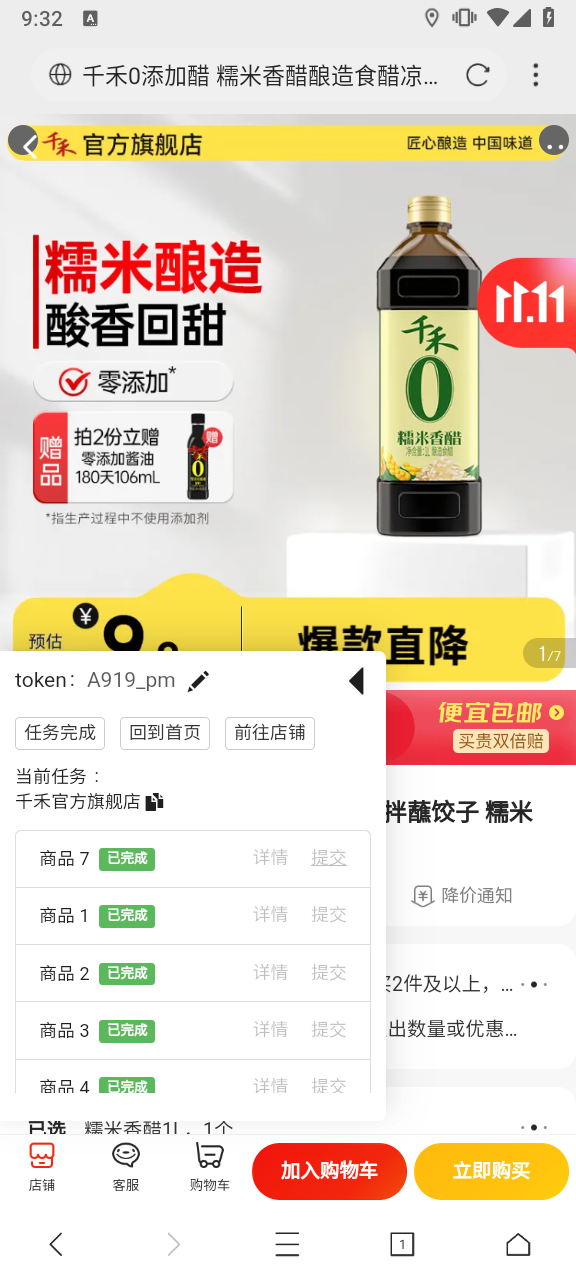 9:32
A
千禾0添加醋 糯米香醋酿造食醋凉...
千禾 官方旗舰店
匠心酿造 中国味道
糯米酿造
酸香回甜
零添加*
赠品
拍2份立赠
零添加酱油
180天106mL
赠
*指生产过程中不使用添加剂
11.11
千禾
0
糯米香醋
净含量:1L 酿造食醋
预估
¥
爆款直降
1/7
token： A919_pm
任务完成
回到首页
前往店铺
当前任务：
千禾官方旗舰店
商品 7 已完成 详情 提交
商品 1 已完成 详情 提交
商品 2 已完成 详情 提交
商品 3 已完成 详情 提交
商品 4 已完成 详情 提交
便宜包邮
买贵双倍赔
拌蘸饺子 糯米
降价通知
买2件及以上，...
出数量或优惠...
已选 糯米香醋1L，1个
店铺
客服
购物车
加入购物车
立即购买
1